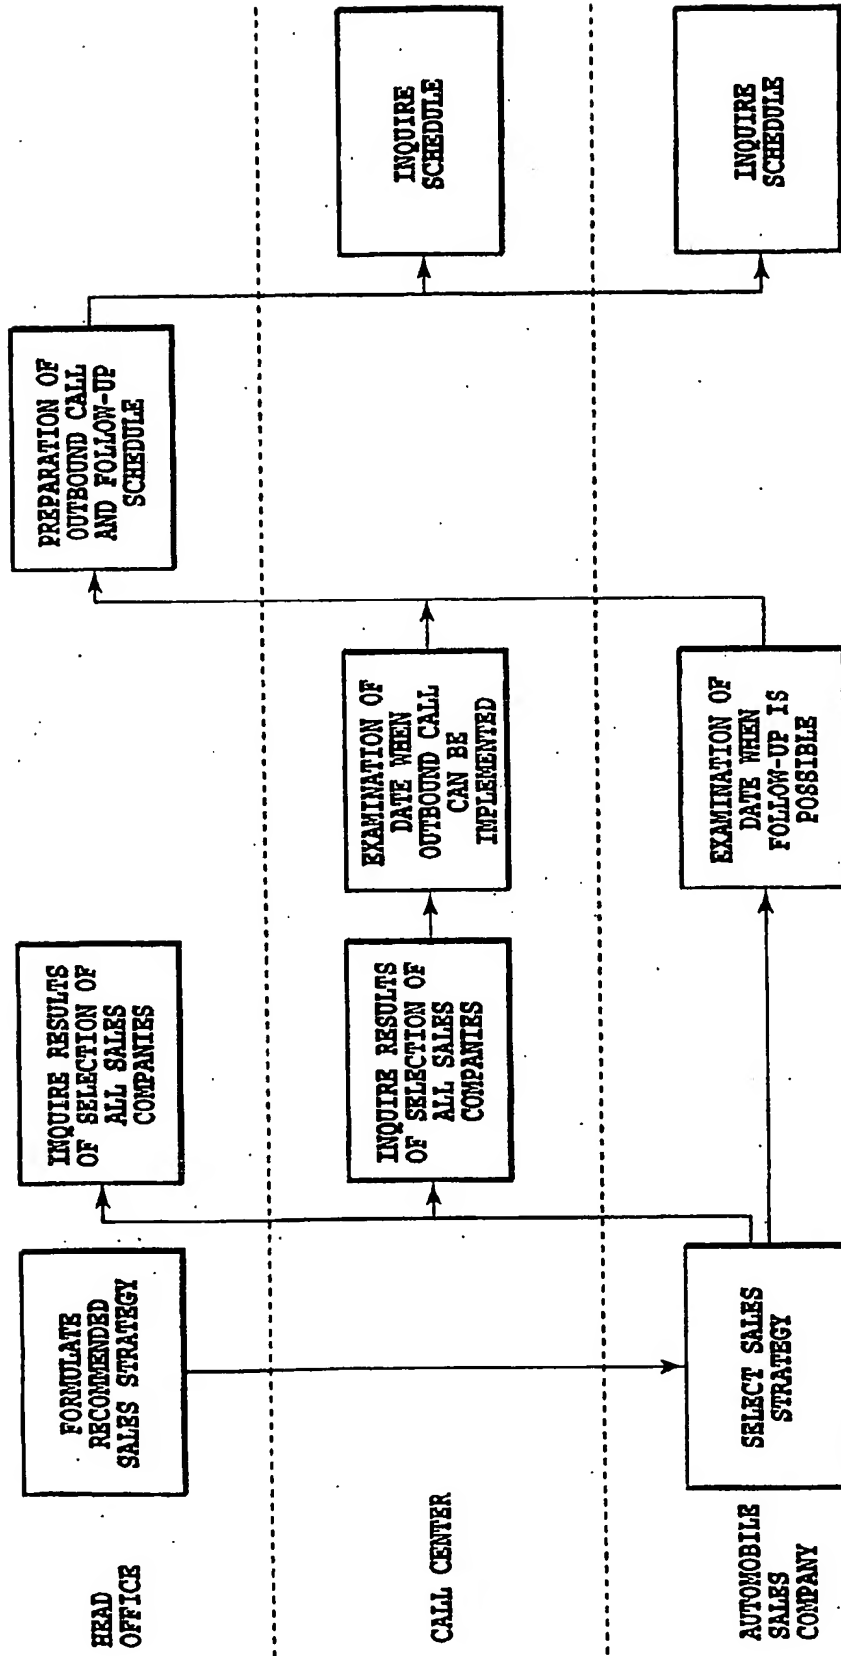 HEAD
OFFICE
FORMULATE
RECOMMENDED
SALES STRATEGY
INQUIRE RESULTS
OF SELECTION OF
ALL SALES
COMPANIES
PREPARATION OF
OUTBOUND CALL
AND FOLLOW-UP
SCHEDULE
CALL CENTER
INQUIRE RESULTS
OF SELECTION OF
ALL SALES
COMPANIES
EXAMINATION OF
DATE WHEN
OUTBOUND CALL
CAN BE
IMPLEMENTED
INQUIRE
SCHEDULE
AUTOMOBILE
SALES
COMPANY
SELECT SALES
STRATEGY
EXAMINATION OF
DATE WHEN
FOLLOW-UP IS
POSSIBLE
INQUIRE
SCHEDULE